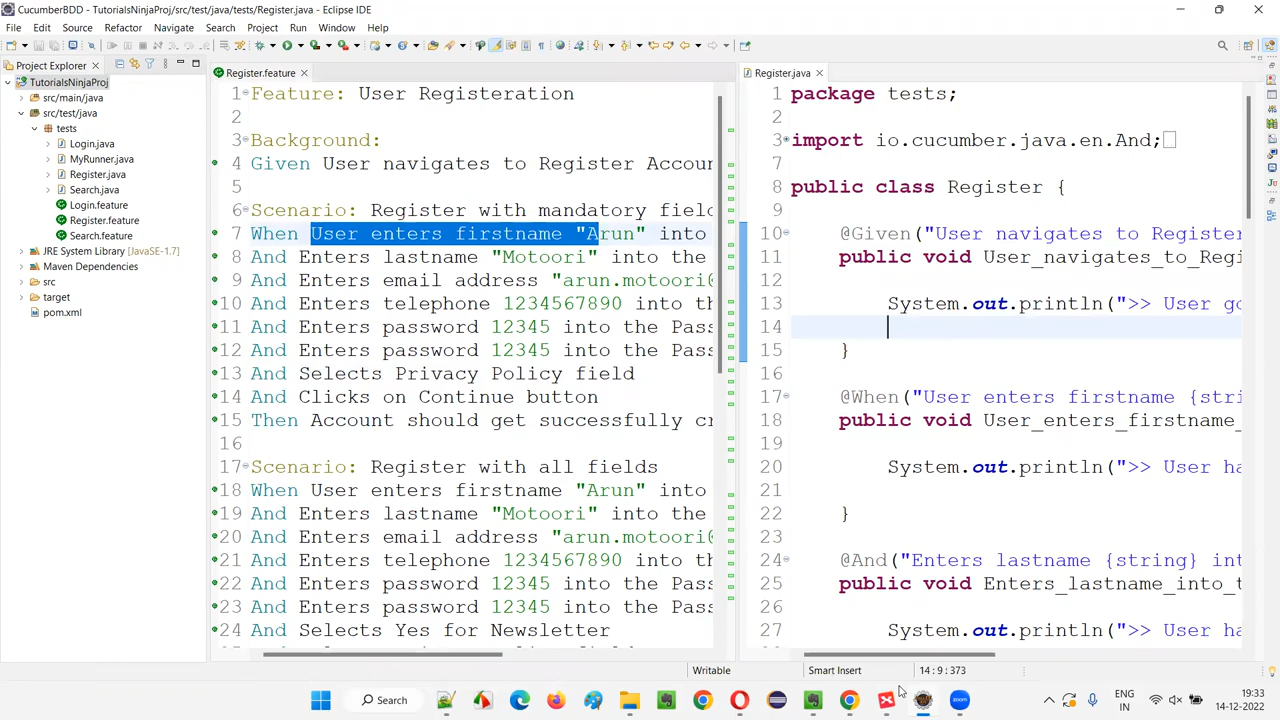 CucumberBDD - TutorialsNinjaProj/src/test/java/tests/Register.java - Eclipse IDE
File Edit Source Refactor Navigate Search Project Run Window Help
Project Explorer
TutorialsNinjaProj
src/main/java
src/test/java
tests
Login.java
MyRunner.java
Register.java
Search.java
Login.feature
Register.feature
Search.feature
JRE System Library [JavaSE-1.7]
Maven Dependencies
src
target
pom.xml
Register.feature
1 Feature: User Registeration
2
3 Background:
4 Given User navigates to Register Accour
5
6 Scenario: Register with mandatory field
7 When User enters firstname "Arun" into
8 And Enters lastname "Motoori" into the
9 And Enters email address "arun.motoori@
10 And Enters telephone 1234567890 into th
11 And Enters password 12345 into the Pass
12 And Enters password 12345 into the Pass
13 And Selects Privacy Policy field
14 And Clicks on Continue button
15 Then Account should get successfully cr
16
17 Scenario: Register with all fields
18 When User enters firstname "Arun" into
19 And Enters lastname "Motoori" into the
20 And Enters email address "arun.motoori@
21 And Enters telephone 1234567890 into th
22 And Enters password 12345 into the Pass
23 And Enters password 12345 into the Pass
24 And Selects Yes for Newsletter
Register.java
1 package tests;
2
3 import io.cucumber.java.en.And;
7
8 public class Register {
9
10 @Given("User navigates to Register
11 public void User_navigates_to_Regi
12
13 System.out.println(">> User go
14
15 }
16
17 @When("User enters firstname {stri
18 public void User_enters_firstname_
19
20 System.out.println(">> User ha
21
22 }
23
24 @And("Enters lastname {string} int
25 public void Enters_lastname_into_t
26
27 System.out.println(">> User ha
Writable Smart Insert 14 : 9 : 373
Search
ENG
IN
19:33
14-12-2022